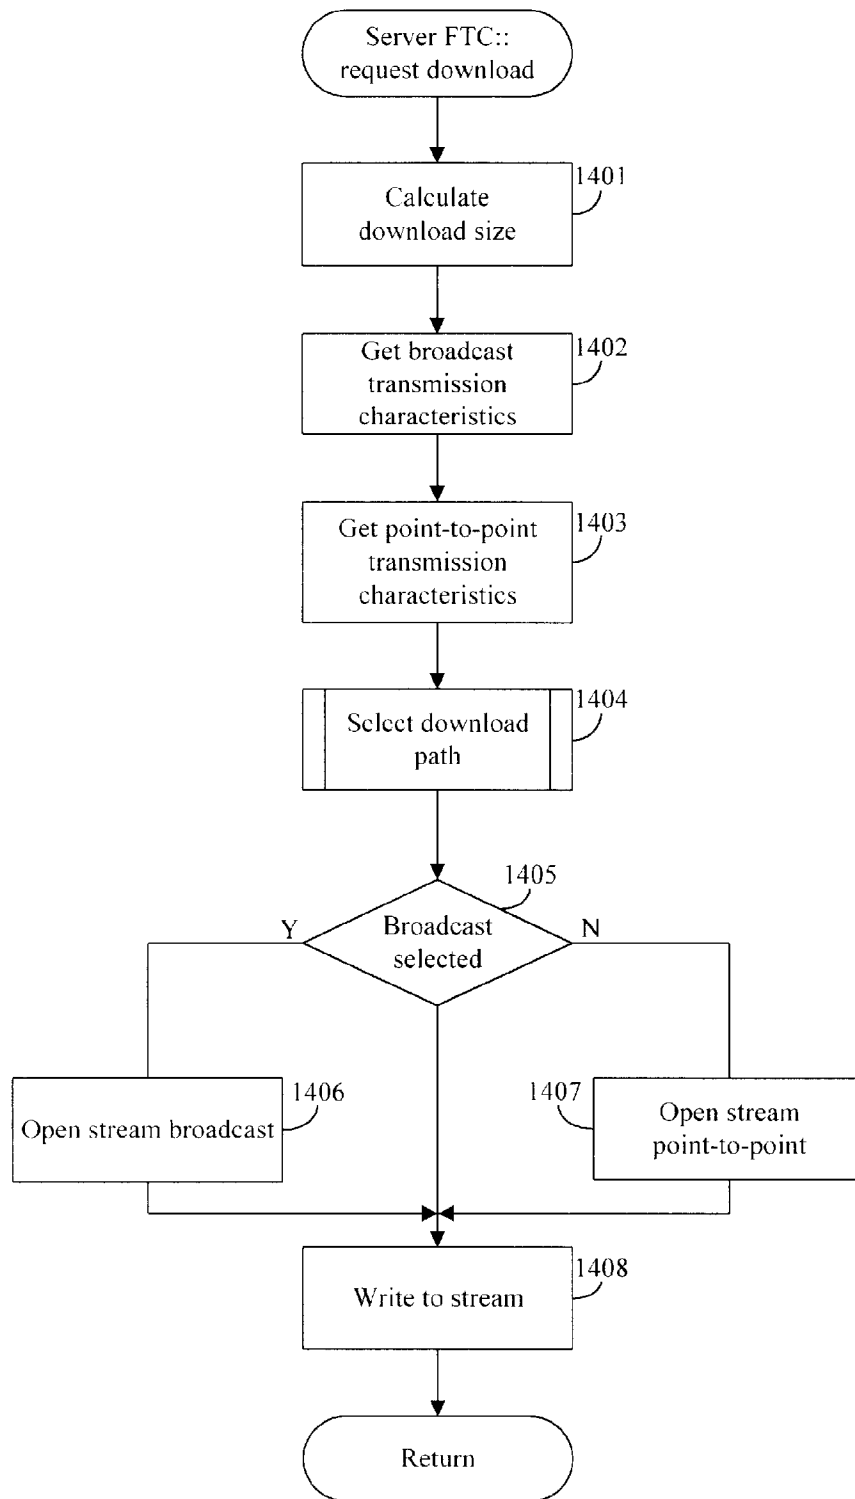 Server FTC::
request download
1401
Calculate
download size
1402
Get broadcast
transmission
characteristics
1403
Get point-to-point
transmission
characteristics
1404
Select download
path
1405
Y
Broadcast
selected
N
1406
Open stream broadcast
1407
Open stream
point-to-point
1408
Write to stream
Return